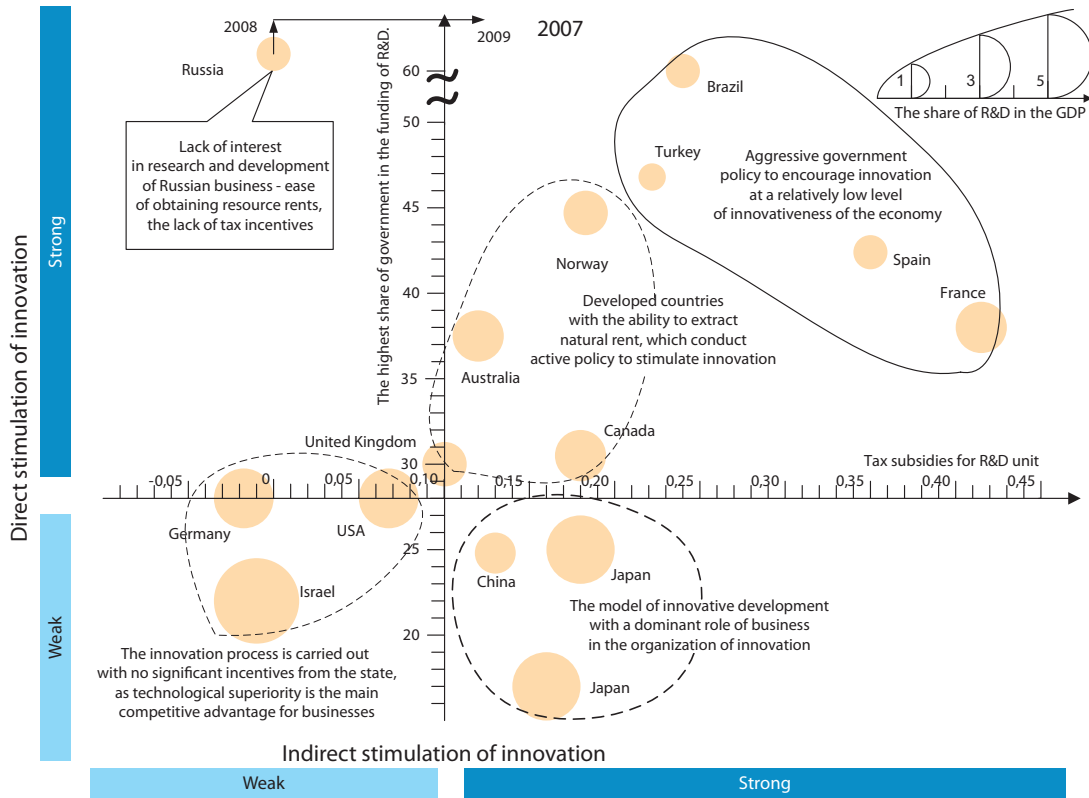 2008
2009
2007
Russia
Lack of interest
in research and development
of Russian business - ease
of obtaining resource rents,
the lack of tax incentives
Direct stimulation of innovation
Strong
Weak
The highest share of government in the funding of R&D.
60
50
45
40
35
30
25
20
Brazil
Turkey
Aggressive government
policy to encourage innovation
at a relatively low level
of innovativeness of the economy
Spain
France
1
3
5
The share of R&D in the GDP
Norway
Developed countries
with the ability to extract
natural rent, which conduct
active policy to stimulate innovation
Australia
Canada
United Kingdom
Tax subsidies for R&D unit
-0,05
0
0,05
0,10
0,15
0,20
0,25
0,30
0,35
0,40
0,45
Germany
USA
Israel
China
Japan
The model of innovative development
with a dominant role of business
in the organization of innovation
Japan
The innovation process is carried out
with no significant incentives from the state,
as technological superiority is the main
competitive advantage for businesses
Indirect stimulation of innovation
Weak
Strong